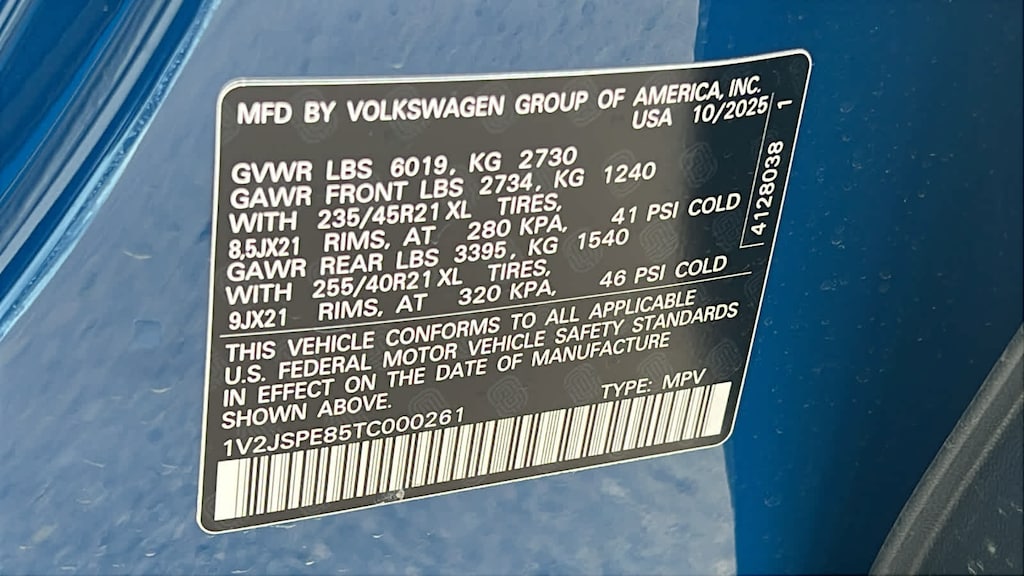 MFD BY VOLKSWAGEN GROUP OF AMERICA, INC.
USA 10/2025
GVWR LBS 6019, KG 2730
GAWR FRONT LBS 2734, KG 1240
WITH 235/45R21 XL TIRES,
8,5JX21 RIMS, AT 280 KPA, 41 PSI COLD
GAWR REAR LBS 3395, KG 1540
WITH 255/40R21 XL TIRES,
9JX21 RIMS, AT 320 KPA, 46 PSI COLD
THIS VEHICLE CONFORMS TO ALL APPLICABLE
U.S. FEDERAL MOTOR VEHICLE SAFETY STANDARDS
IN EFFECT ON THE DATE OF MANUFACTURE
SHOWN ABOVE.
TYPE: MPV
1V2JSPE85TC000261
4128038 1